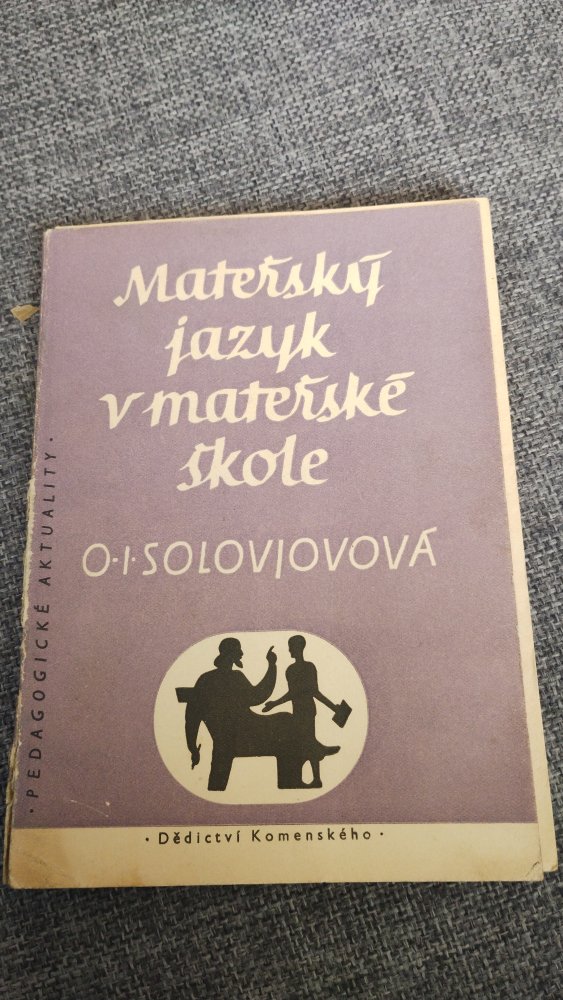 Mateřský
jazyk
v mateřské
škole
O·I·SOLOVJOVOVÁ
·PEDAGOGICKÉ AKTUALITY·
· Dědictví Komenského ·